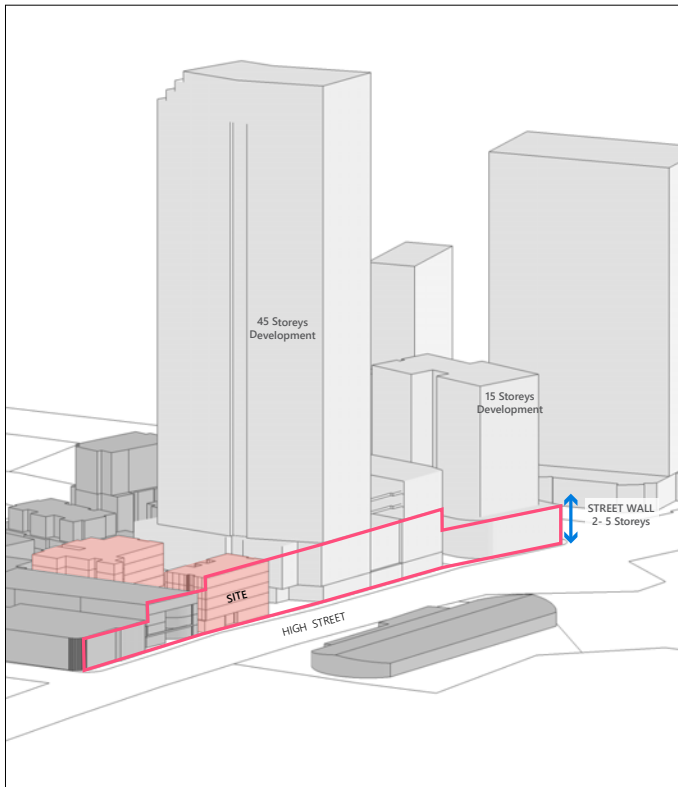 45 Storeys
Development
15 Storeys
Development
STREET WALL
2- 5 Storeys
SITE
HIGH STREET